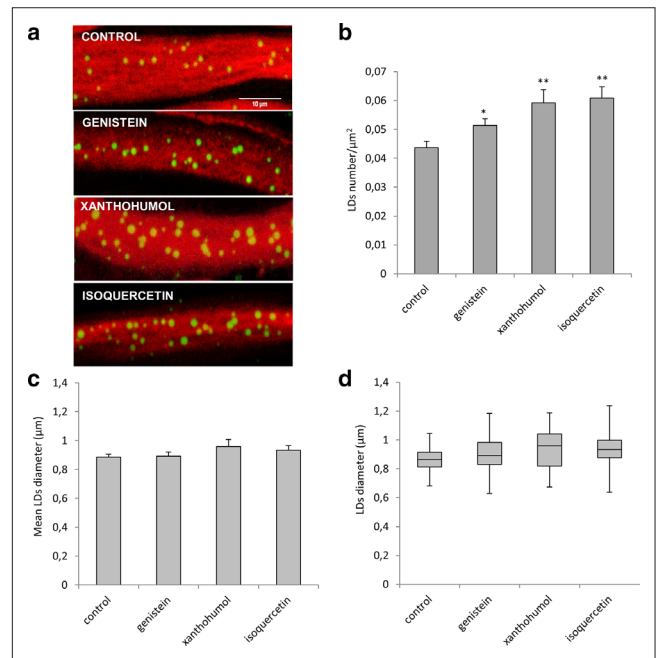 a
CONTROL
10 µm
GENISTEIN
XANTHOHUMOL
ISOQUERCETIN
b
LDs number/µm²
0,07
0,06
0,05
0,04
0,03
0,02
0,01
0
*
**
**
control
genistein
xanthohumol
isoquercetin
c
Mean LDs diameter (µm)
1,4
1,2
1
0,8
0,6
0,4
0,2
0
control
genistein
xanthohumol
isoquercetin
d
LDs diameter (µm)
1,4
1,2
1
0,8
0,6
0,4
0,2
0
control
genistein
xanthohumol
isoquercetin